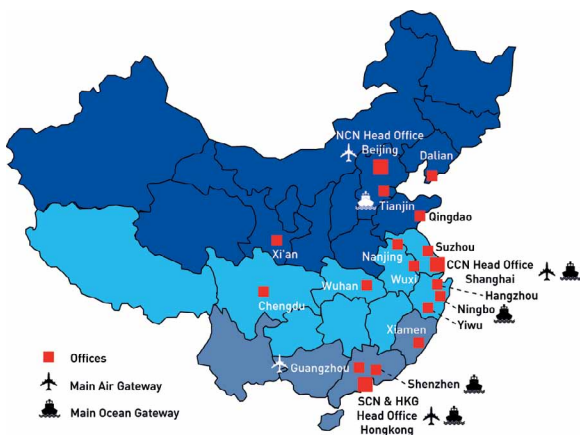 NCN Head Office
Beijing
Dalian
Tianjin
Qingdao
Xi'an
Suzhou
Nanjing
CCN Head Office
Shanghai
Wuxi
Wuhan
Hangzhou
Chengdu
Ningbo
Yiwu
Xiamen
Offices
Guangzhou
Main Air Gateway
Shenzhen
SCN & HKG
Head Office
Hongkong
Main Ocean Gateway